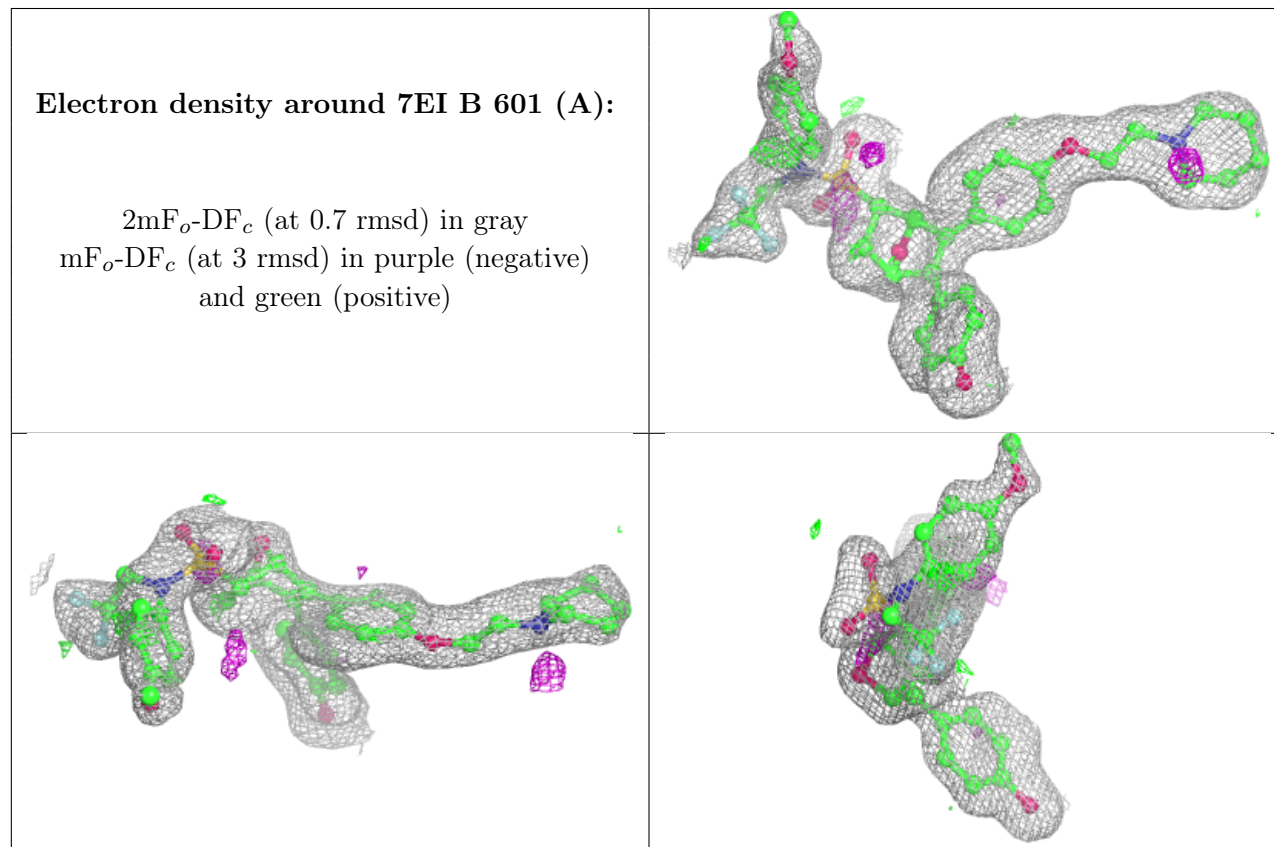 Electron density around 7EI B 601 (A):
2mFo-DFc (at 0.7 rmsd) in gray
mFo-DFc (at 3 rmsd) in purple (negative)
and green (positive)